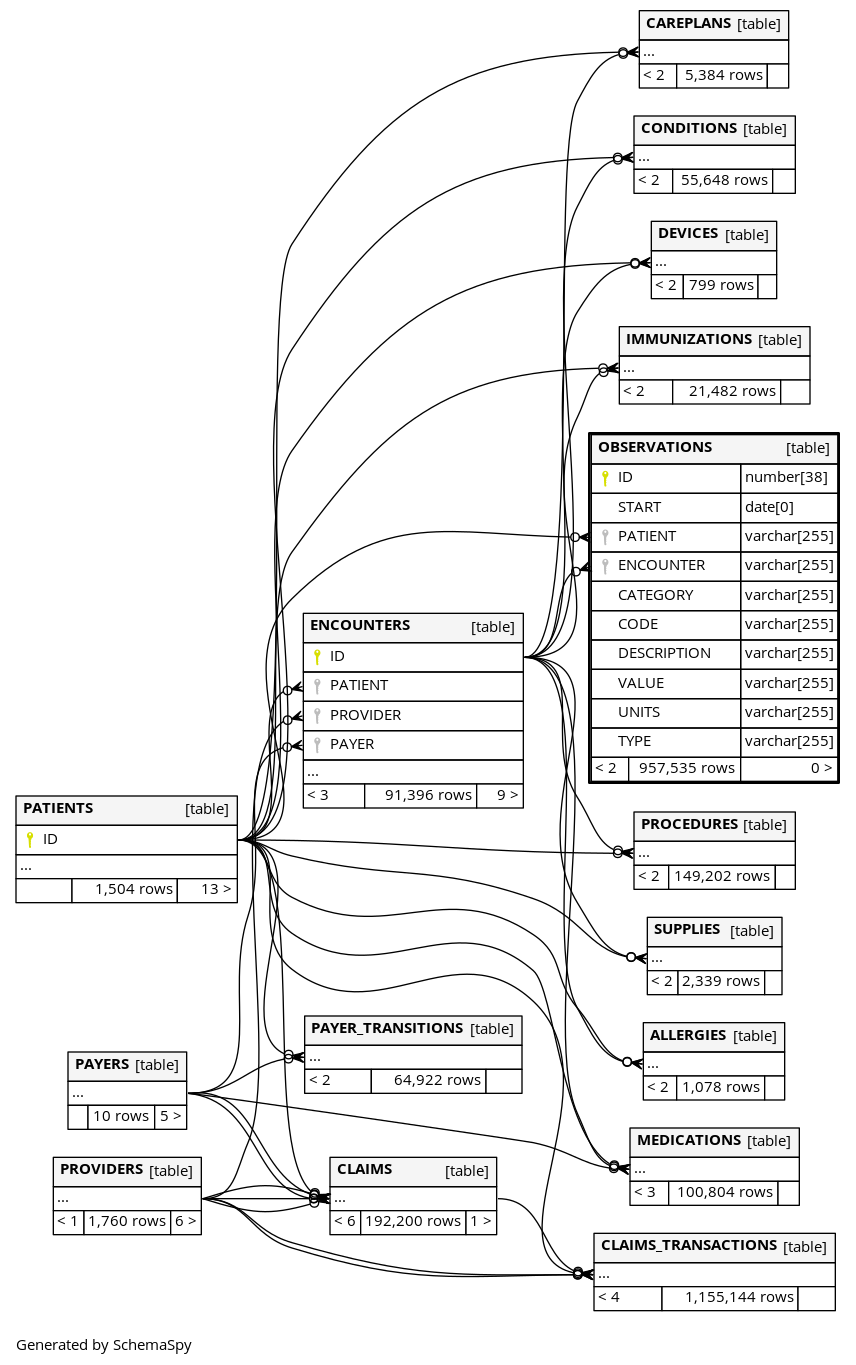 CAREPLANS [table]
...
< 2 5,384 rows
CONDITIONS [table]
...
< 2 55,648 rows
DEVICES [table]
...
< 2 799 rows
IMMUNIZATIONS [table]
...
< 2 21,482 rows
OBSERVATIONS [table]
ID number[38]
START date[0]
PATIENT varchar[255]
ENCOUNTER varchar[255]
CATEGORY varchar[255]
CODE varchar[255]
DESCRIPTION varchar[255]
VALUE varchar[255]
UNITS varchar[255]
TYPE varchar[255]
< 2 957,535 rows 0 >
ENCOUNTERS [table]
ID
PATIENT
PROVIDER
PAYER
...
< 3 91,396 rows 9 >
PATIENTS [table]
ID
...
1,504 rows 13 >
PROCEDURES [table]
...
< 2 149,202 rows
SUPPLIES [table]
...
< 2 2,339 rows
PAYER_TRANSITIONS [table]
...
< 2 64,922 rows
ALLERGIES [table]
...
< 2 1,078 rows
PAYERS [table]
...
10 rows 5 >
MEDICATIONS [table]
...
< 3 100,804 rows
PROVIDERS [table]
...
< 1 1,760 rows 6 >
CLAIMS [table]
...
< 6 192,200 rows 1 >
CLAIMS_TRANSACTIONS [table]
...
< 4 1,155,144 rows
Generated by SchemaSpy